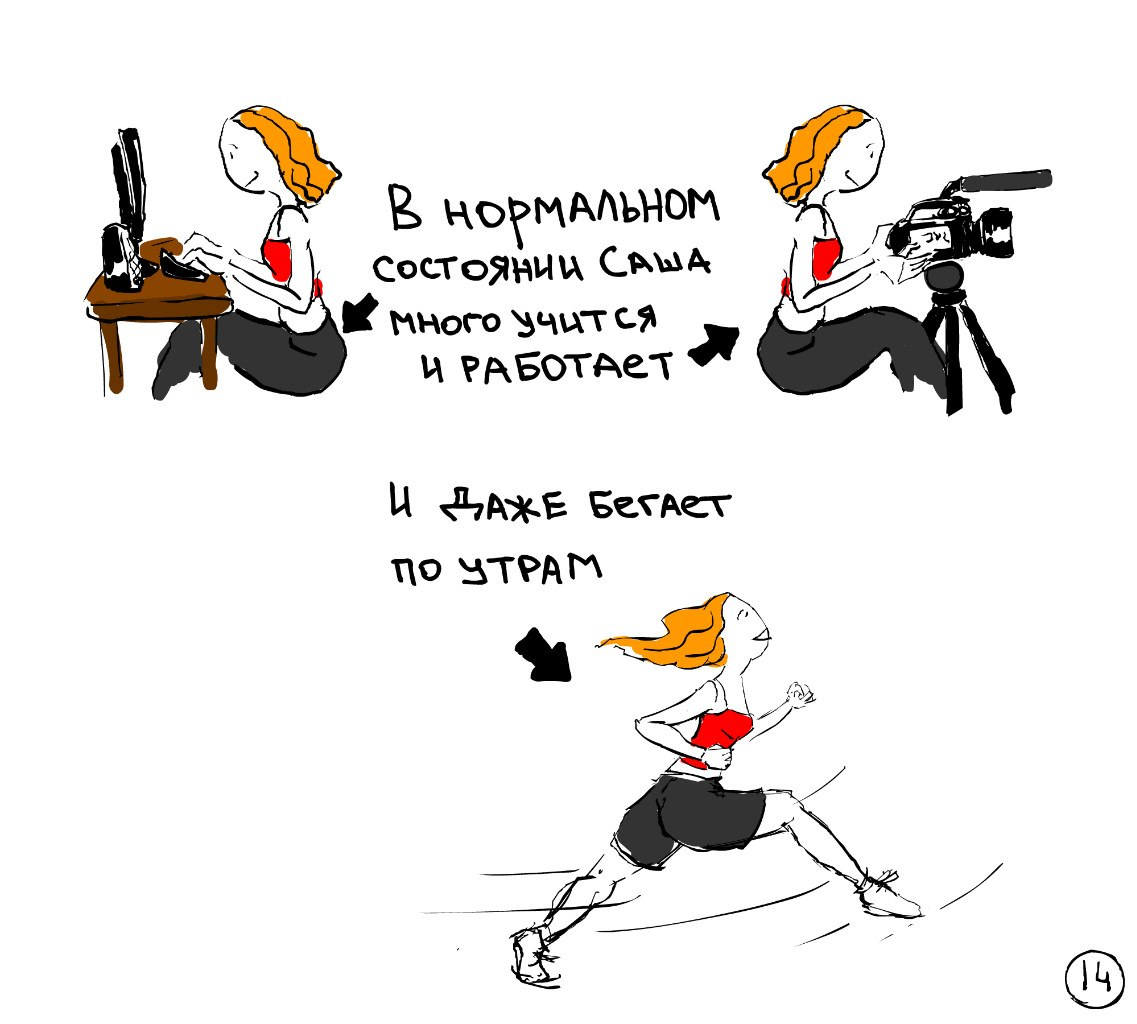 В НОРМАЛЬНОМ
СОСТОЯНИИ САША
МНОГО УЧИТСЯ
И РАБОТАЕТ
И ДАЖЕ БЕГАЕТ
ПО УТРАМ
14